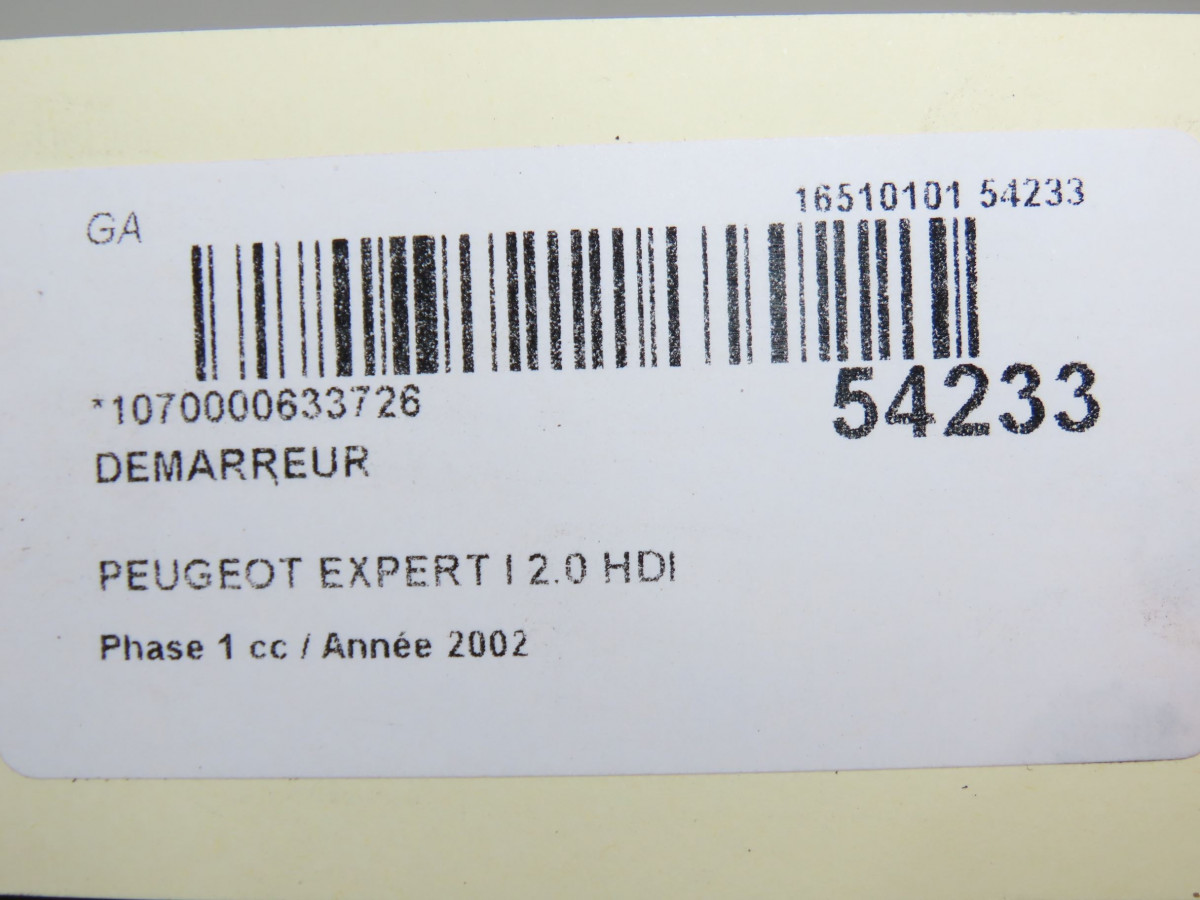 GA
16510101 54233
*1070000633726
54233
DEMARREUR
PEUGEOT EXPERT I 2.0 HDI
Phase 1 cc / Année 2002